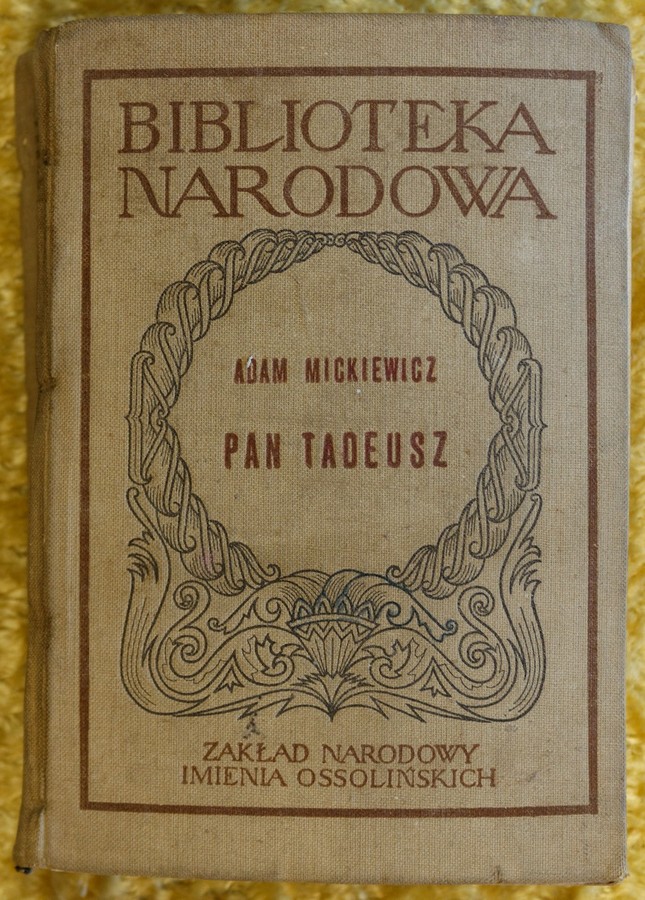 BIBLIOTEKA
NARODOWA
ADAM MICKIEWICZ
PAN TADEUSZ
ZAKŁAD NARODOWY
IMIENIA OSSOLIŃSKICH